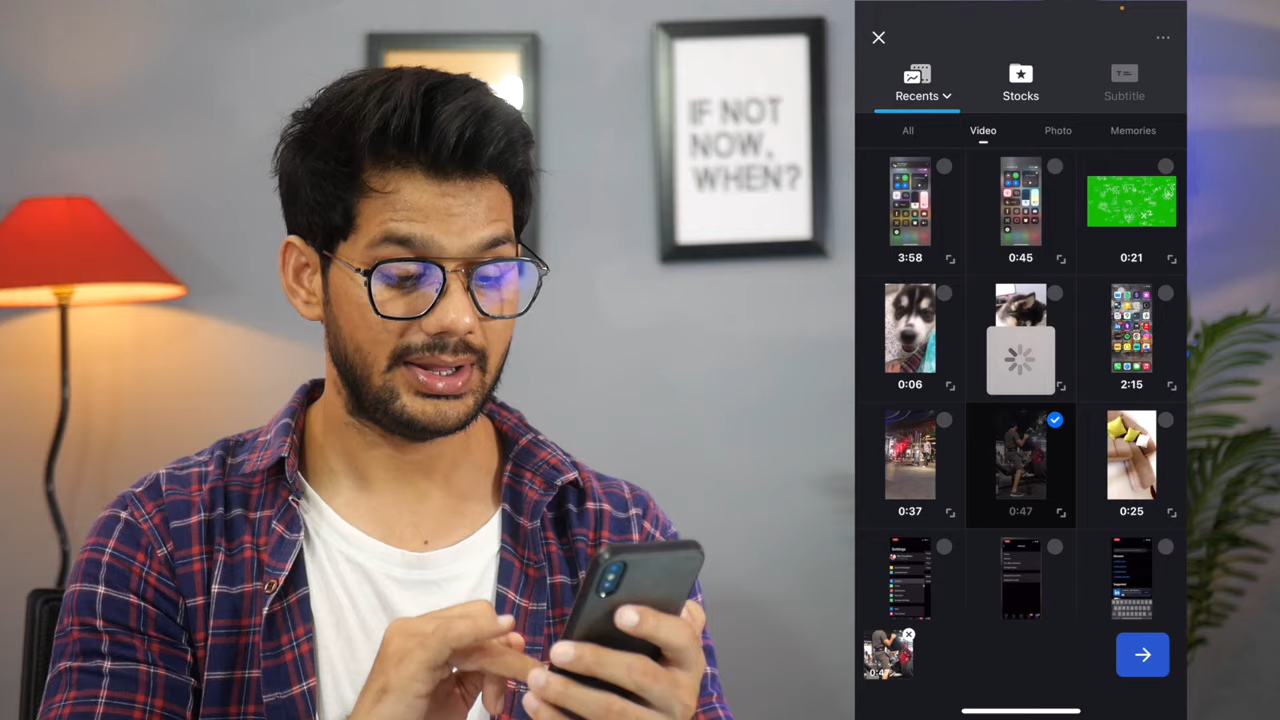 IF NOT
NOW,
WHEN?
Recents
Stocks
Subtitle
All
Video
Photo
Memories
3:58
0:45
0:21
0:06
2:15
0:37
0:47
0:25
Settings